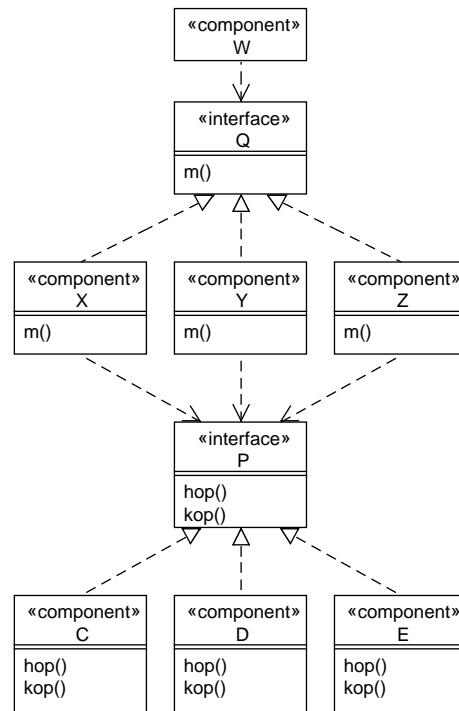 «component»
W
«interface»
Q
m()
«component»
X
m()
«component»
Y
m()
«component»
Z
m()
«interface»
P
hop()
kop()
«component»
C
hop()
kop()
«component»
D
hop()
kop()
«component»
E
hop()
kop()